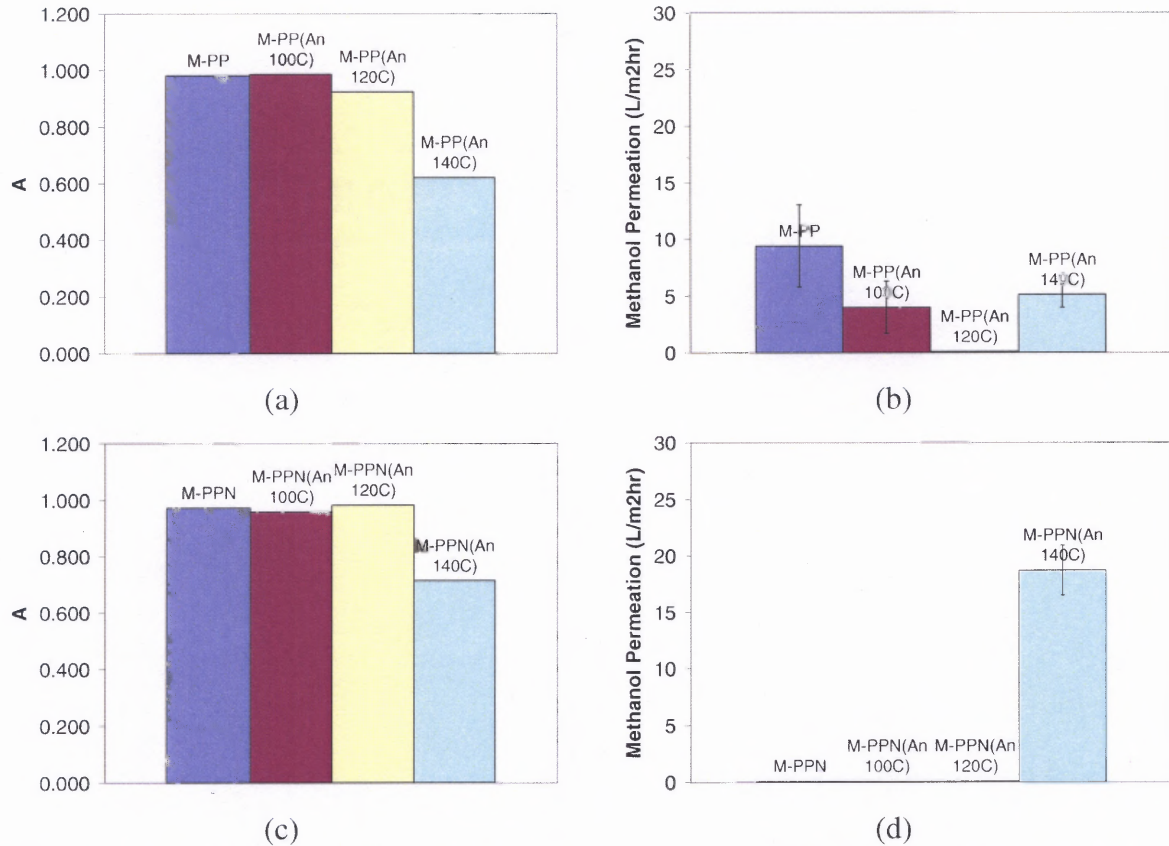 1.200
1.000
0.800
0.600
0.400
0.200
0.000
A
M-PP
M-PP(An
100C)
M-PP(An
120C)
M-PP(An
140C)
(a)
30
25
20
15
10
5
0
Methanol Permeation (L/m2hr)
M-PP
M-PP(An
100C)
M-PP(An
120C)
M-PP(An
140C)
(b)
1.200
1.000
0.800
0.600
0.400
0.200
0.000
A
M-PPN
M-PPN(An
100C)
M-PPN(An
120C)
M-PPN(An
140C)
(c)
30
25
20
15
10
5
0
Methanol Permeation (L/m2hr)
M-PPN
M-PPN(An
100C)
M-PPN(An
120C)
M-PPN(An
140C)
(d)